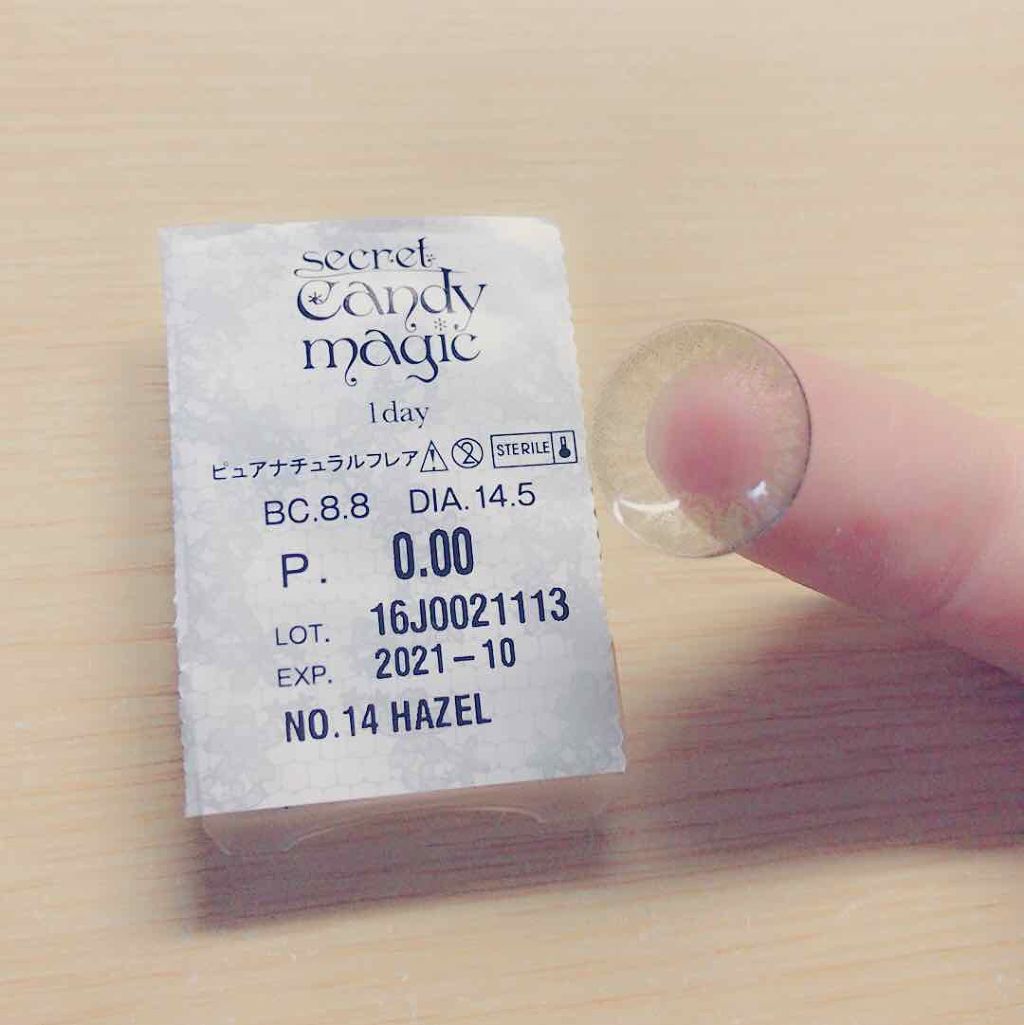 secret
candy
magic
1day
ピュアナチュラルフレア STERILE
BC.8.8 DIA.14.5
P. 0.00
LOT. 16J0021113
EXP. 2021-10
NO.14 HAZEL